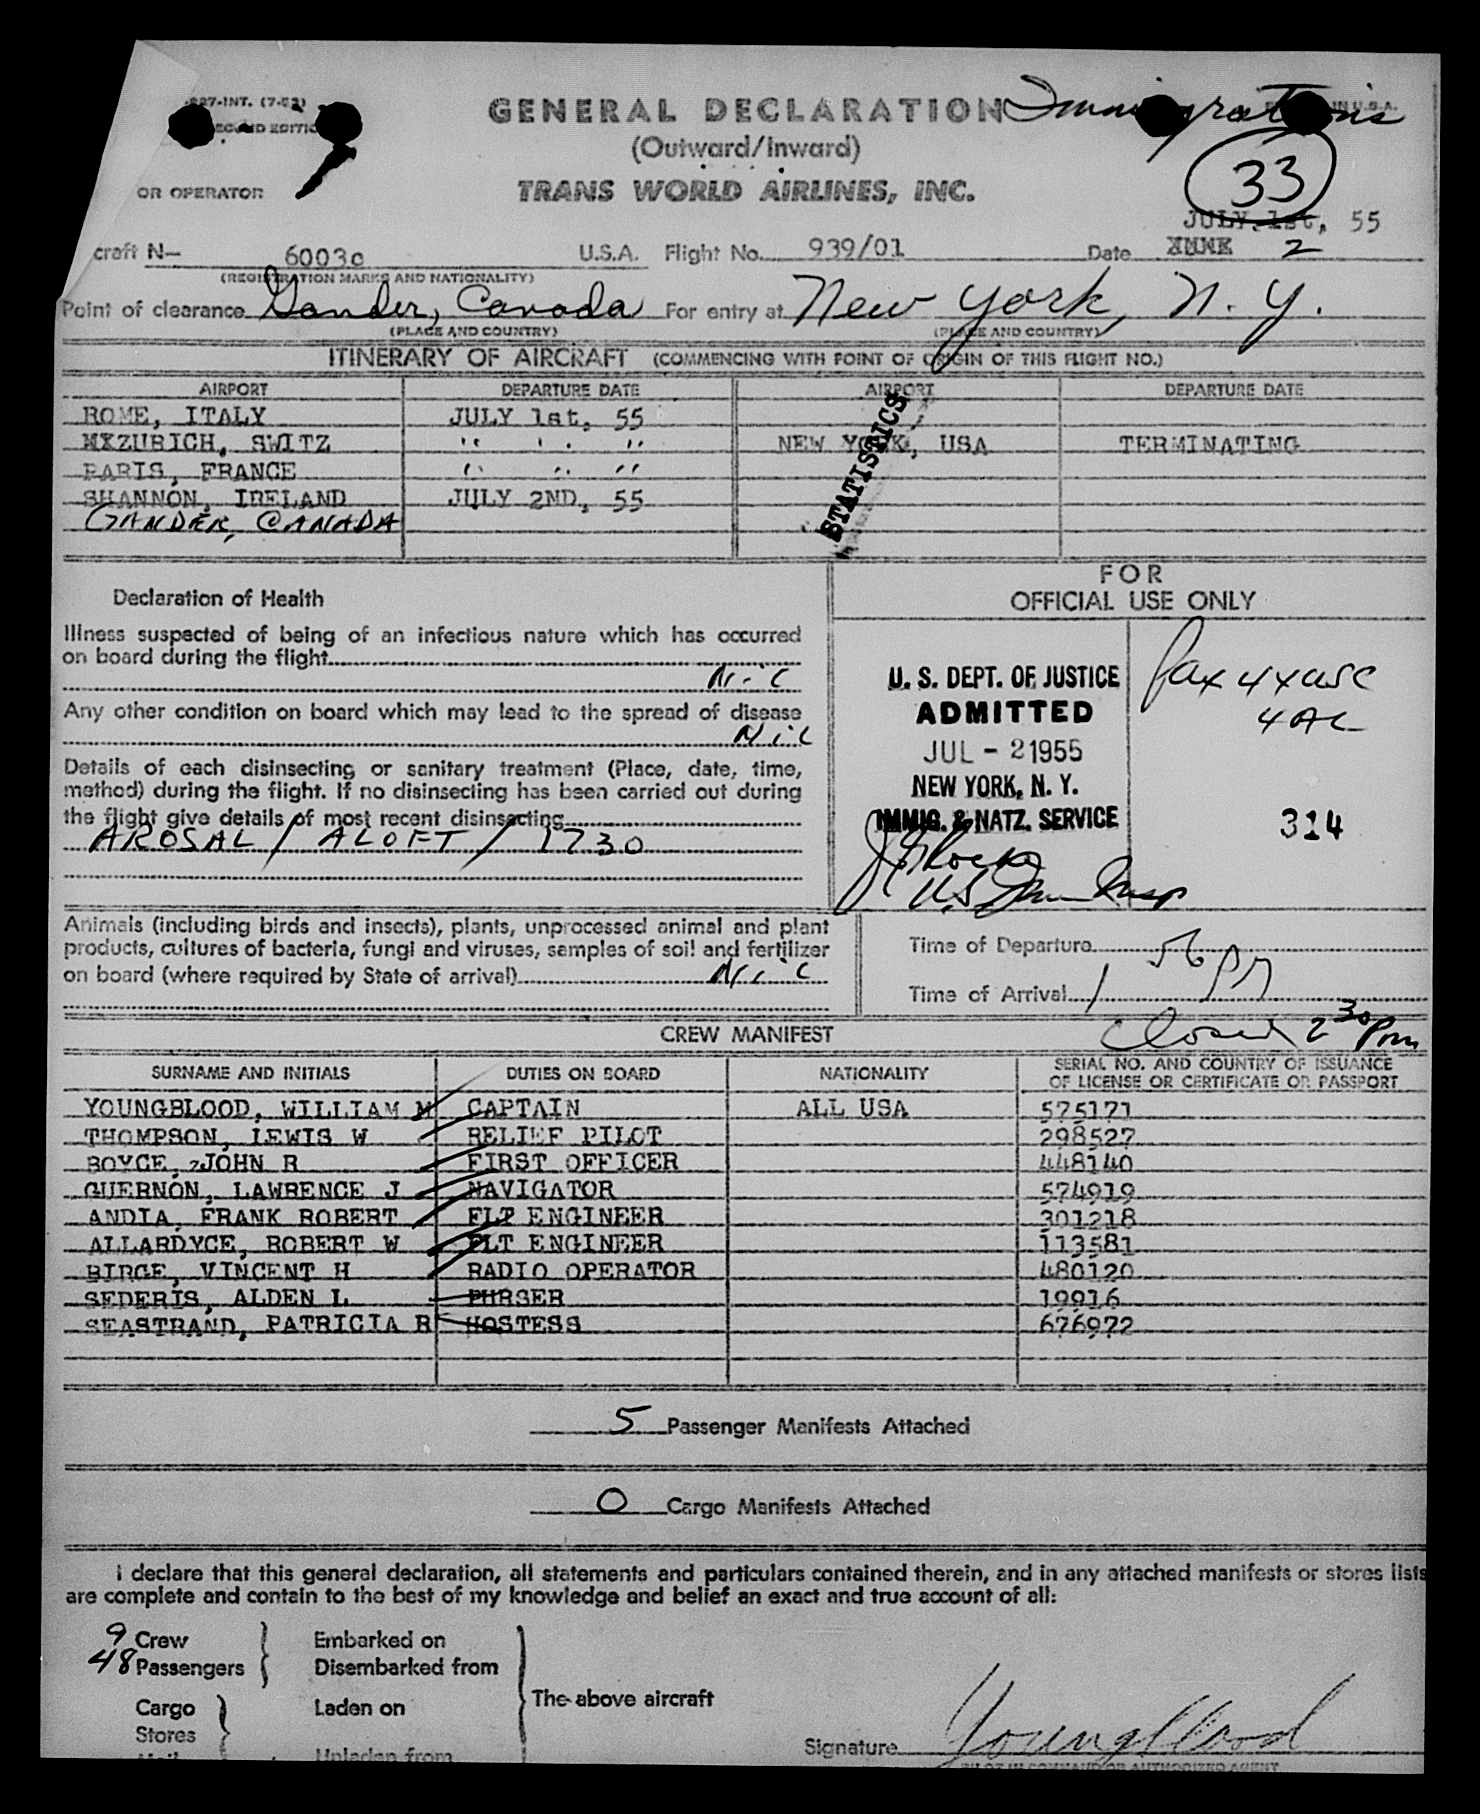 GENERAL DECLARATION
Immigration
(Outward/Inward)
33
OR OPERATOR
TRANS WORLD AIRLINES, INC.
JULY 1st, 55
craft N— 6003c U.S.A. Flight No. 939/01 Date 2
(REGISTRATION MARKS AND NATIONALITY)
Point of clearance Gander, Canada For entry at New York, N.Y.
(PLACE AND COUNTRY) (PLACE AND COUNTRY)
ITINERARY OF AIRCRAFT (COMMENCING WITH POINT OF ORIGIN OF THIS FLIGHT NO.)
AIRPORT DEPARTURE DATE AIRPORT DEPARTURE DATE
ROME, ITALY JULY 1st, 55
ZURICH, SWITZ " " " NEW YORK, USA TERMINATING
PARIS, FRANCE " " "
SHANNON, IRELAND JULY 2ND, 55
GANDER, CANADA
STATISTICS
FOR
OFFICIAL USE ONLY
Declaration of Health
Illness suspected of being of an infectious nature which has occurred
on board during the flight
Nil
Any other condition on board which may lead to the spread of disease
Nil
Details of each disinsecting or sanitary treatment (Place, date, time,
method) during the flight. If no disinsecting has been carried out during
the flight give details of most recent disinsecting
AROSAL / ALOFT / 1730
U. S. DEPT. OF JUSTICE
ADMITTED
JUL - 2 1955
NEW YORK, N. Y.
IMMIG. & NATZ. SERVICE
314
Animals (including birds and insects), plants, unprocessed animal and plant
products, cultures of bacteria, fungi and viruses, samples of soil and fertilizer
on board (where required by State of arrival) Nil
Time of Departure
Time of Arrival 1 56 pm
Closed 2 30 Pm
CREW MANIFEST
SURNAME AND INITIALS DUTIES ON BOARD NATIONALITY SERIAL NO. AND COUNTRY OF ISSUANCE
OF LICENSE OR CERTIFICATE OR PASSPORT
YOUNGBLOOD, WILLIAM M CAPTAIN ALL USA 575171
THOMPSON, LEWIS W RELIEF PILOT 298527
BOYCE, JOHN R FIRST OFFICER 448140
GUERNON, LAWRENCE J NAVIGATOR 574919
ANDIA, FRANK ROBERT FLT ENGINEER 301218
ALLARDYCE, ROBERT W FLT ENGINEER 113581
BIRGE, VINCENT H RADIO OPERATOR 480120
SEDERIS, ALDEN L PURSER 19916
SEASTRAND, PATRICIA R HOSTESS 676972
5 Passenger Manifests Attached
0 Cargo Manifests Attached
I declare that this general declaration, all statements and particulars contained therein, and in any attached manifests or stores lists
are complete and contain to the best of my knowledge and belief an exact and true account of all:
9 Crew Embarked on
48 Passengers Disembarked from
The above aircraft
Cargo Laden on
Stores
Mail Unladen from
Signature Youngblood
PILOT IN COMMAND OR AUTHORIZED AGENT